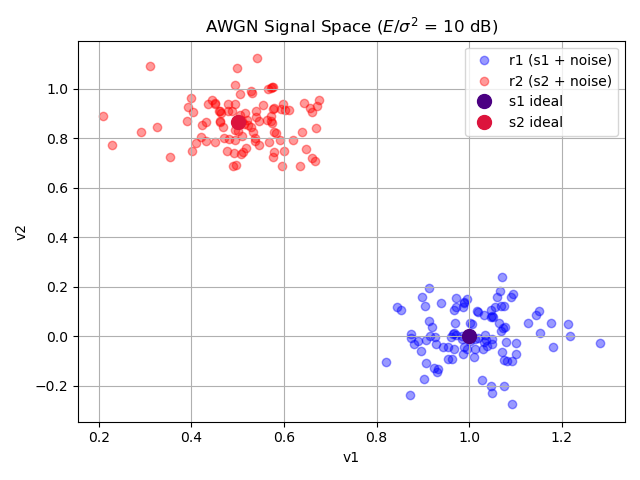 AWGN Signal Space (E/σ² = 10 dB)
r1 (s1 + noise)
r2 (s2 + noise)
s1 ideal
s2 ideal
1.0
0.8
0.6
0.4
0.2
0.0
−0.2
v2
0.2 0.4 0.6 0.8 1.0 1.2
v1